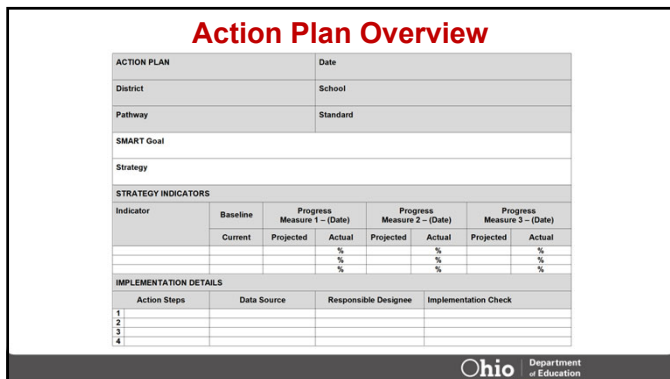 Action Plan Overview
ACTION PLAN Date
District School
Pathway Standard
SMART Goal
Strategy
STRATEGY INDICATORS
Indicator Baseline Progress Measure 1 – (Date) Progress Measure 2 – (Date) Progress Measure 3 – (Date)
Current Projected Actual Projected Actual Projected Actual
% % %
% % %
% % %
IMPLEMENTATION DETAILS
Action Steps Data Source Responsible Designee Implementation Check
1
2
3
4
Ohio Department
of Education